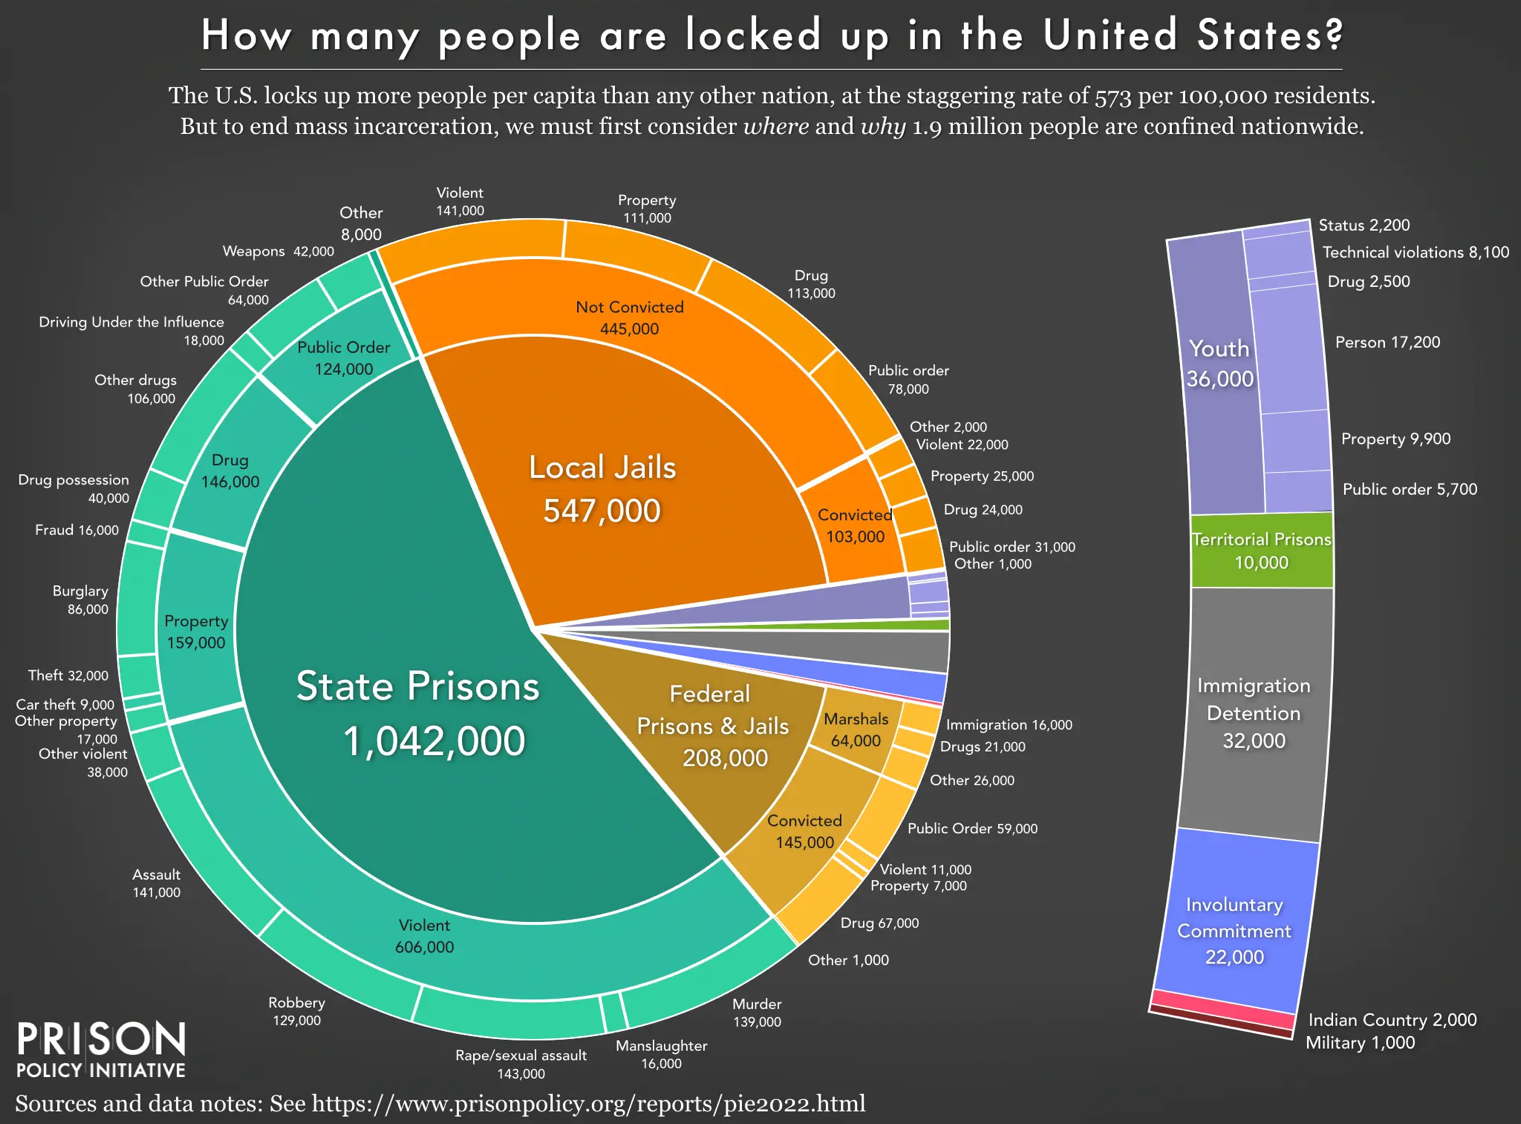 How many people are locked up in the United States?
The U.S. locks up more people per capita than any other nation, at the staggering rate of 573 per 100,000 residents.
But to end mass incarceration, we must first consider where and why 1.9 million people are confined nationwide.
Local Jails
547,000
Not Convicted
445,000
Violent
141,000
Property
111,000
Drug
113,000
Public order
78,000
Other 2,000
Convicted
103,000
Violent 22,000
Property 25,000
Drug 24,000
Public order 31,000
Other 1,000
Federal
Prisons & Jails
208,000
Marshals
64,000
Immigration 16,000
Drugs 21,000
Other 26,000
Convicted
145,000
Public Order 59,000
Violent 11,000
Property 7,000
Drug 67,000
Other 1,000
State Prisons
1,042,000
Violent
606,000
Murder
139,000
Manslaughter
16,000
Rape/sexual assault
143,000
Robbery
129,000
Assault
141,000
Other violent
38,000
Property
159,000
Other property
17,000
Car theft 9,000
Theft 32,000
Burglary
86,000
Fraud 16,000
Drug
146,000
Drug possession
40,000
Other drugs
106,000
Public Order
124,000
Driving Under the Influence
18,000
Other Public Order
64,000
Weapons 42,000
Other
8,000
Youth
36,000
Status 2,200
Technical violations 8,100
Drug 2,500
Person 17,200
Property 9,900
Public order 5,700
Territorial Prisons
10,000
Immigration
Detention
32,000
Involuntary
Commitment
22,000
Indian Country 2,000
Military 1,000
PRISON
POLICY INITIATIVE
Sources and data notes: See https://www.prisonpolicy.org/reports/pie2022.html